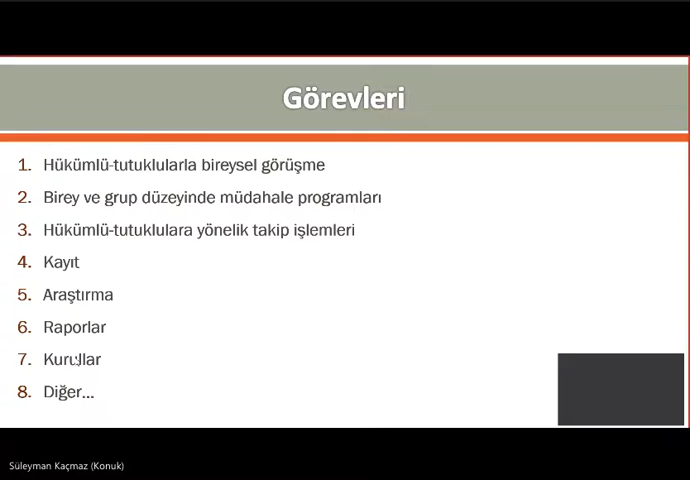 Görevleri
1. Hükümlü-tutuklularla bireysel görüşme
2. Birey ve grup düzeyinde müdahale programları
3. Hükümlü-tutuklulara yönelik takip işlemleri
4. Kayıt
5. Araştırma
6. Raporlar
7. Kurullar
8. Diğer...
Süleyman Kaçmaz (Konuk)